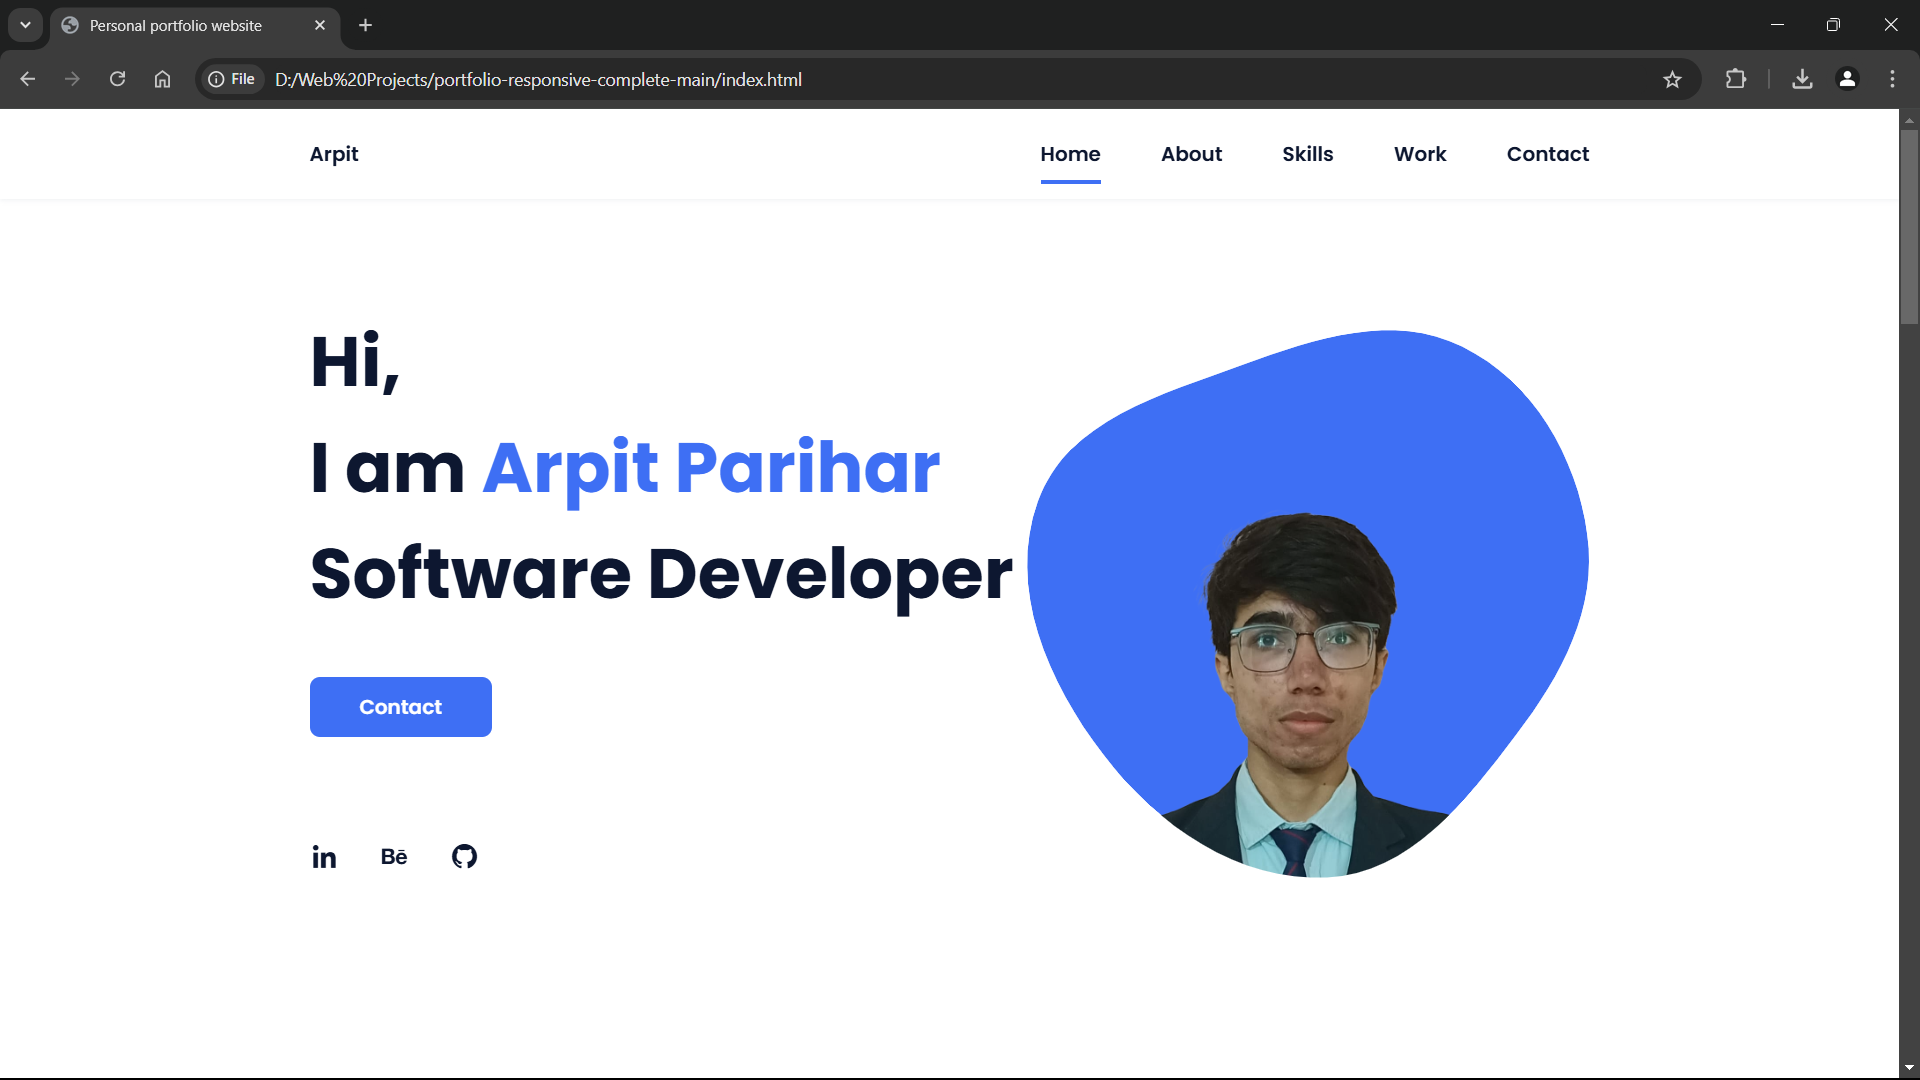 Personal portfolio website
File D:/Web%20Projects/portfolio-responsive-complete-main/index.html
Arpit Home About Skills Work Contact
Hi,
I am Arpit Parihar
Software Developer
Contact
in Bē